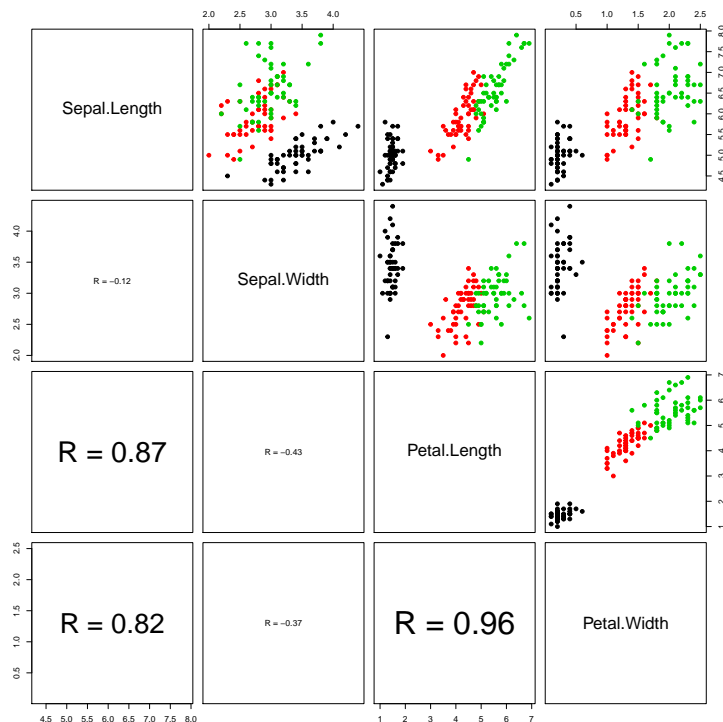 2.0 2.5 3.0 3.5 4.0
0.5 1.0 1.5 2.0 2.5
Sepal.Length
4.5 5.0 5.5 6.0 6.5 7.0 7.5 8.0
2.0 2.5 3.0 3.5 4.0
R = −0.12
Sepal.Width
R = 0.87
R = −0.43
Petal.Length
1 2 3 4 5 6 7
0.5 1.0 1.5 2.0 2.5
R = 0.82
R = −0.37
R = 0.96
Petal.Width
4.5 5.0 5.5 6.0 6.5 7.0 7.5 8.0
1 2 3 4 5 6 7